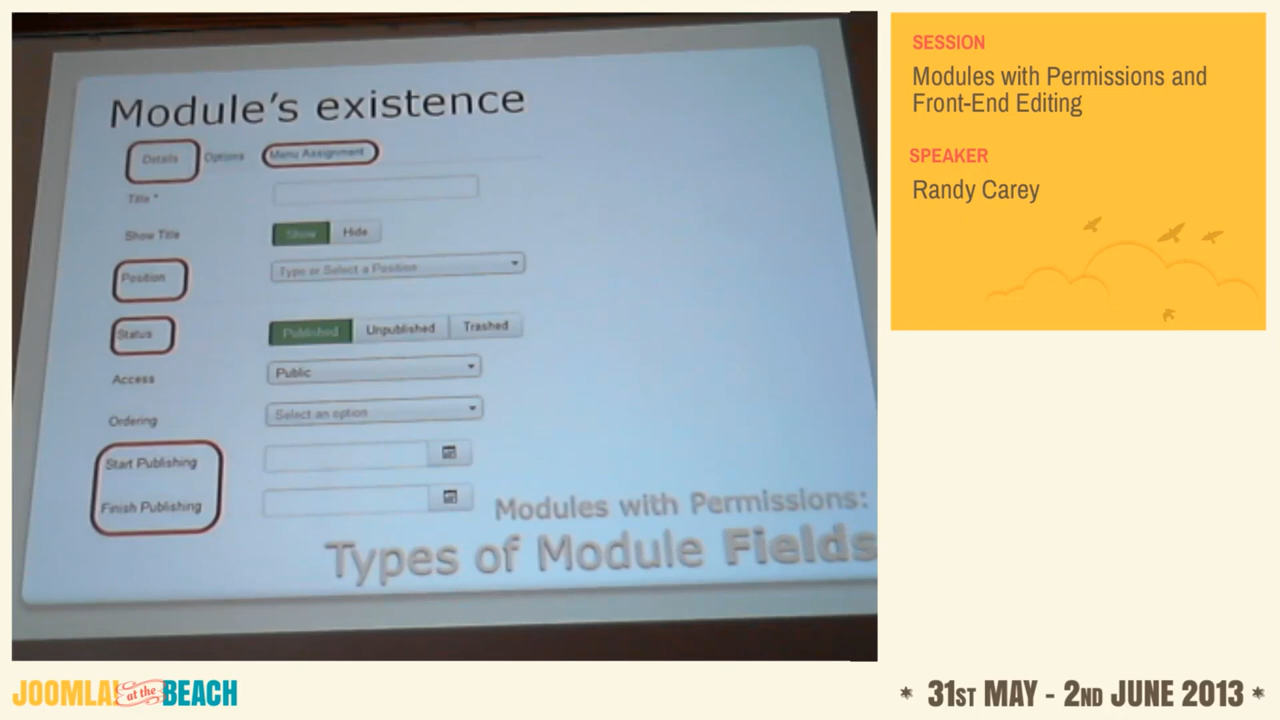 Module's existence
Details Options Menu Assignment
Title *
Show Title Show Hide
Position Type or Select a Position
Status Published Unpublished Trashed
Access Public
Ordering Select an option
Start Publishing
Finish Publishing
Modules with Permissions:
Types of Module Fields
SESSION
Modules with Permissions and
Front-End Editing
SPEAKER
Randy Carey
JOOMLA! at the BEACH
* 31ST MAY - 2ND JUNE 2013 *